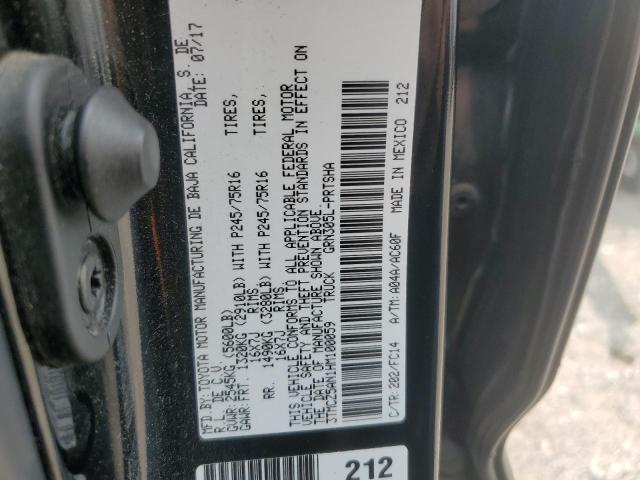 MFD.BY:TOYOTA MOTOR MANUFACTURING DE BAJA CALIFORNIA S. DE
R.L. DE C.V. DATE: 07/17
GVWR: 2545KG (5600LB)
GAWR: FRT. 1320KG (2910LB) WITH P245/75R16 TIRES,
16X7J RIMS
RR. 1490KG (3280LB) WITH P245/75R16 TIRES,
16X7J RIMS
THIS VEHICLE CONFORMS TO ALL APPLICABLE FEDERAL MOTOR
VEHICLE SAFETY AND THEFT PREVENTION STANDARDS IN EFFECT ON
THE DATE OF MANUFACTURE SHOWN ABOVE.
3TMCZ5AN1HM100059 TRUCK GRN305L-PRTSHA
C/TR: 202/FC14 A/TM: A04A/AC60F MADE IN MEXICO 212
212